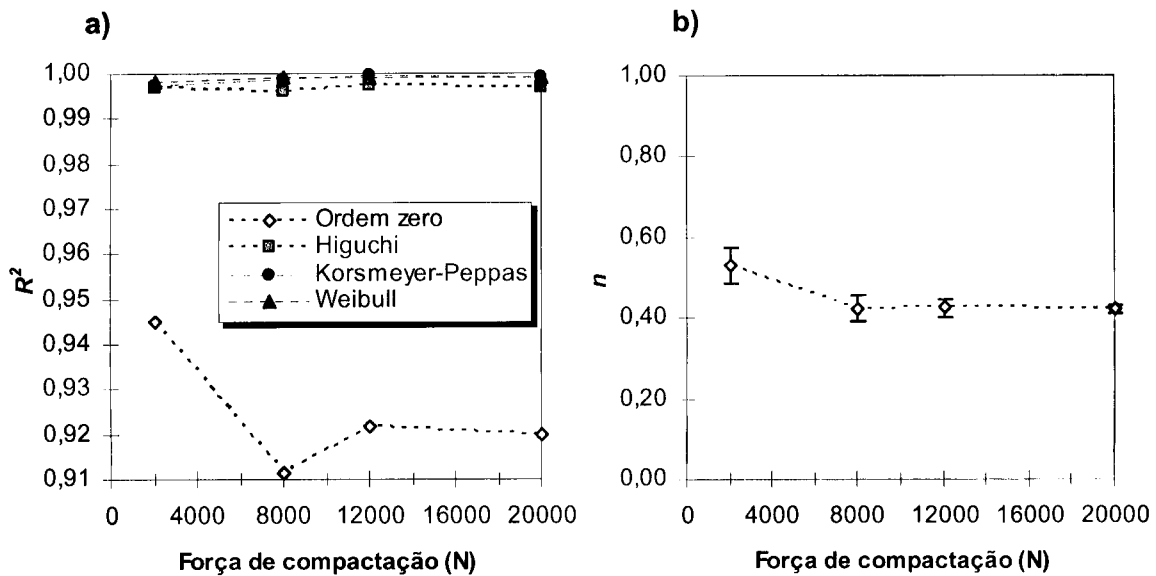 a)
1,00
0,99
0,98
0,97
0,96
0,95
0,94
0,93
0,92
0,91
R²
Ordem zero
Higuchi
Korsmeyer-Peppas
Weibull
0 4000 8000 12000 16000 20000
Força de compactação (N)
b)
1,00
0,80
0,60
0,40
0,20
0,00
n
0 4000 8000 12000 16000 20000
Força de compactação (N)